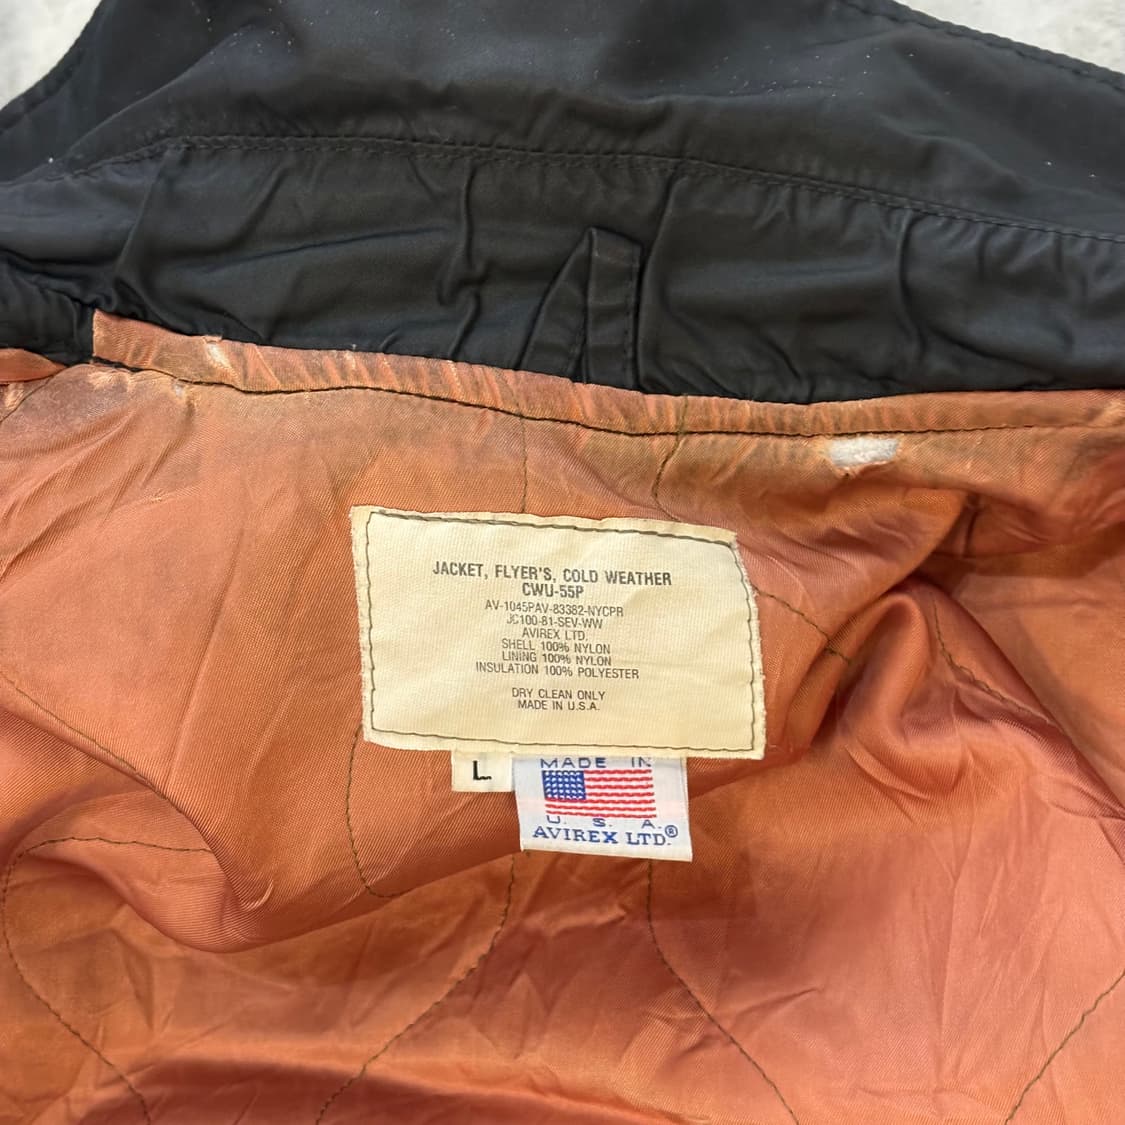 JACKET, FLYER'S, COLD WEATHER
CWU-55P
AV-1045PAV-83382-NYCPR
JC100-81-SEV-WW
AVIREX LTD.
SHELL 100% NYLON
LINING 100% NYLON
INSULATION 100% POLYESTER
DRY CLEAN ONLY
MADE IN U.S.A.
L
MADE IN
U. S. A.
AVIREX LTD.®